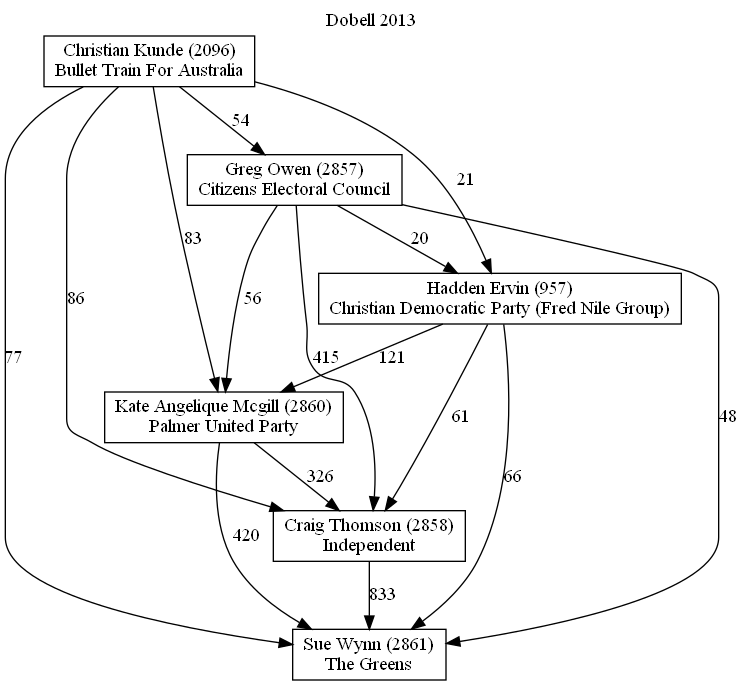 Dobell 2013
Christian Kunde (2096)
Bullet Train For Australia
54
Greg Owen (2857)
Citizens Electoral Council
21
83
20
Hadden Ervin (957)
Christian Democratic Party (Fred Nile Group)
86
56
77
415
121
48
Kate Angelique Mcgill (2860)
Palmer United Party
61
326
66
Craig Thomson (2858)
Independent
420
833
Sue Wynn (2861)
The Greens